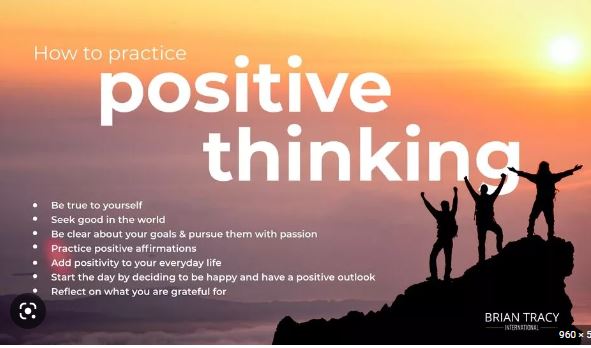 How to practice
positive
thinking
• Be true to yourself
• Seek good in the world
• Be clear about your goals & pursue them with passion
• Practice positive affirmations
• Add positivity to your everyday life
• Start the day by deciding to be happy and have a positive outlook
• Reflect on what you are grateful for
BRIAN TRACY
INTERNATIONAL
960 × 5